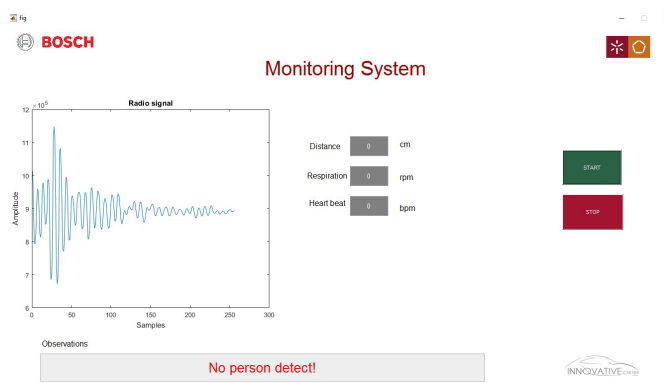 fig
BOSCH
Monitoring System
Radio signal
× 10⁵
12
11
10
9
8
7
6
Amplitude
0 50 100 150 200 250 300
Samples
Distance 0 cm
Respiration 0 rpm
Heart beat 0 bpm
START
STOP
Observations
No person detect!
INNOVATIVE